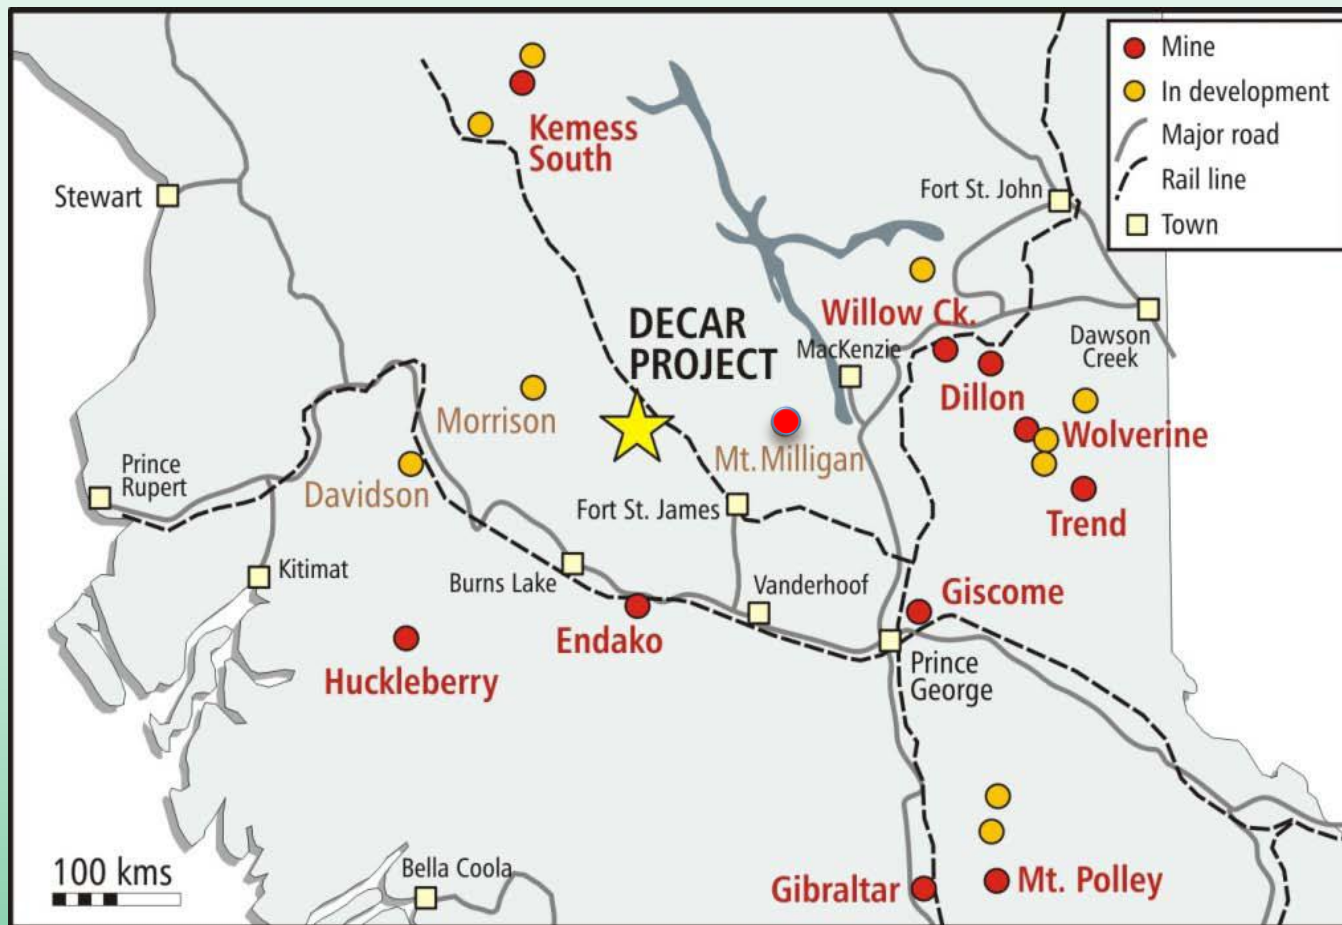 Mine
In development
Major road
Rail line
Town
Kemess
South
Stewart
Fort St. John
Willow Ck.
DECAR
PROJECT
MacKenzie
Dawson
Creek
Dillon
Morrison
Wolverine
Mt. Milligan
Prince
Rupert
Davidson
Fort St. James
Trend
Kitimat
Burns Lake
Vanderhoof
Giscome
Endako
Huckleberry
Prince
George
100 kms
Bella Coola
Gibraltar
Mt. Polley